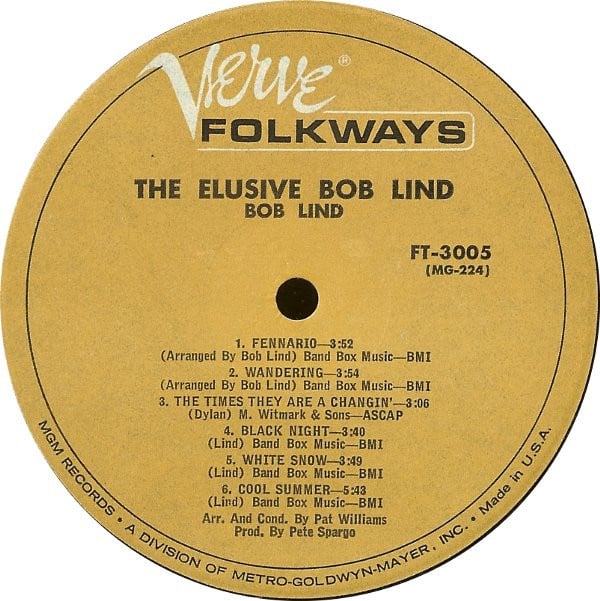 Verve®
FOLKWAYS
THE ELUSIVE BOB LIND
BOB LIND
FT-3005
(MG-224)
1. FENNARIO—3:52
(Arranged By Bob Lind) Band Box Music—BMI
2. WANDERING—3:54
(Arranged By Bob Lind) Band Box Music—BMI
3. THE TIMES THEY ARE A CHANGIN'—3:06
(Dylan) M. Witmark & Sons—ASCAP
4. BLACK NIGHT—3:40
(Lind) Band Box Music—BMI
5. WHITE SNOW—3:49
(Lind) Band Box Music—BMI
6. COOL SUMMER—5:43
(Lind) Band Box Music—BMI
Arr. And Cond. By Pat Williams
Prod. By Pete Spargo
MGM RECORDS • A DIVISION OF METRO-GOLDWYN-MAYER, INC. • Made in U.S.A.